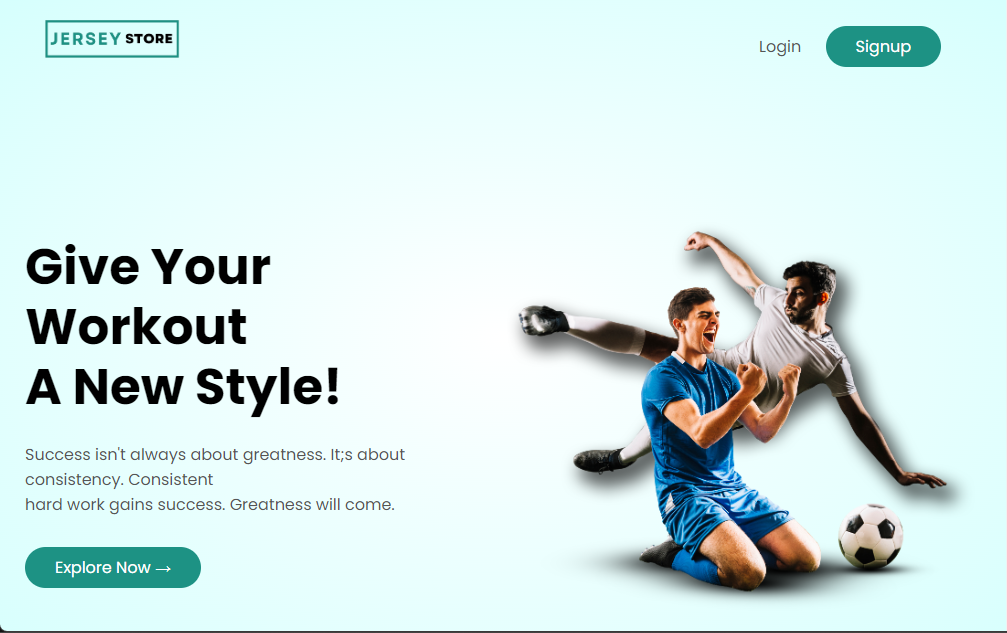 JERSEY STORE
Login
Signup
Give Your
Workout
A New Style!
Success isn't always about greatness. It;s about
consistency. Consistent
hard work gains success. Greatness will come.
Explore Now →